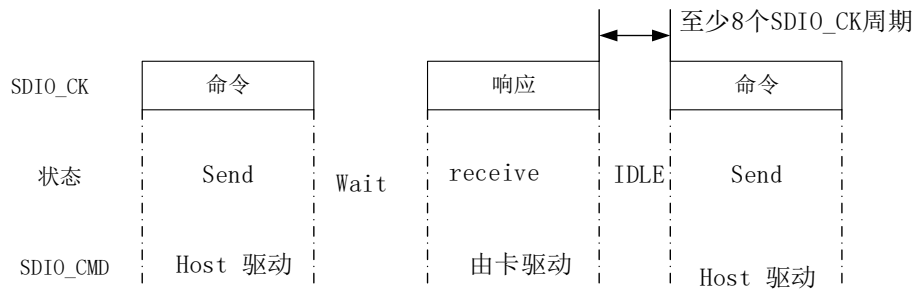 至少8个SDIO_CK周期
SDIO_CK 命令 响应 命令
状态 Send Wait receive IDLE Send
SDIO_CMD Host 驱动 由卡驱动 Host 驱动